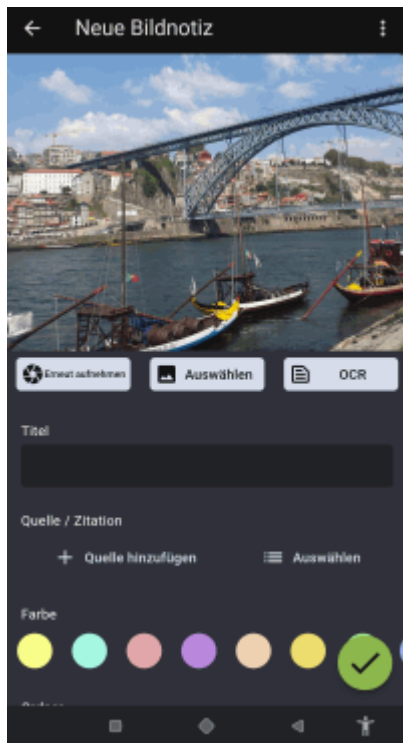 Neue Bildnotiz
Erneut aufnehmen
Auswählen
OCR
Titel
Quelle / Zitation
Quelle hinzufügen
Auswählen
Farbe